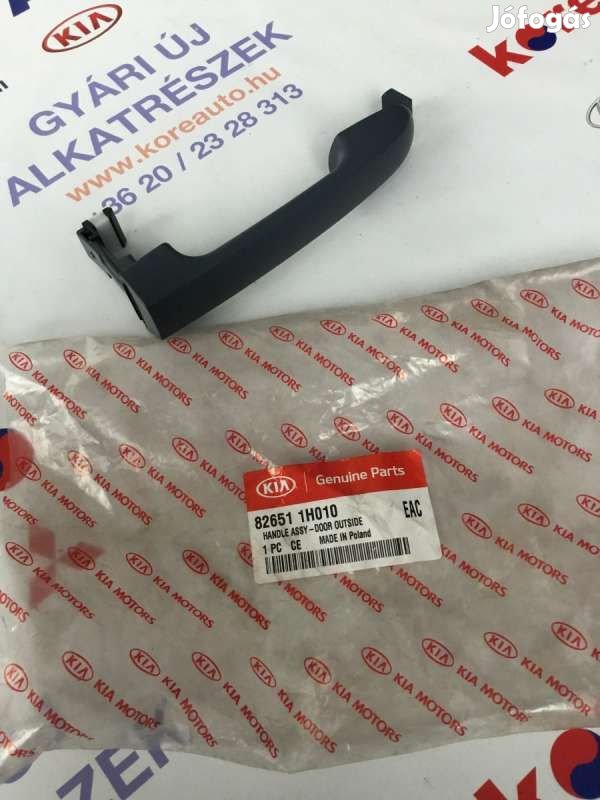 Jófogás
KIA
GYÁRI ÚJ
ALKATRÉSZEK
www.koreauto.hu
36 20 / 23 28 313
KIA MOTORS
KIA Genuine Parts
82651 1H010 EAC
HANDLE ASSY-DOOR OUTSIDE
1 PC CE MADE IN Poland